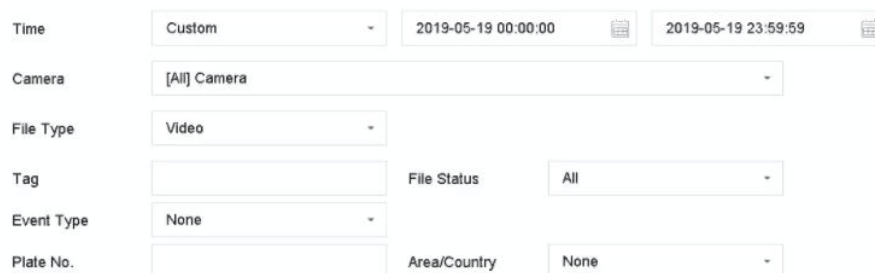 Time Custom 2019-05-19 00:00:00 2019-05-19 23:59:59
Camera [All] Camera
File Type Video
Tag File Status All
Event Type None
Plate No. Area/Country None